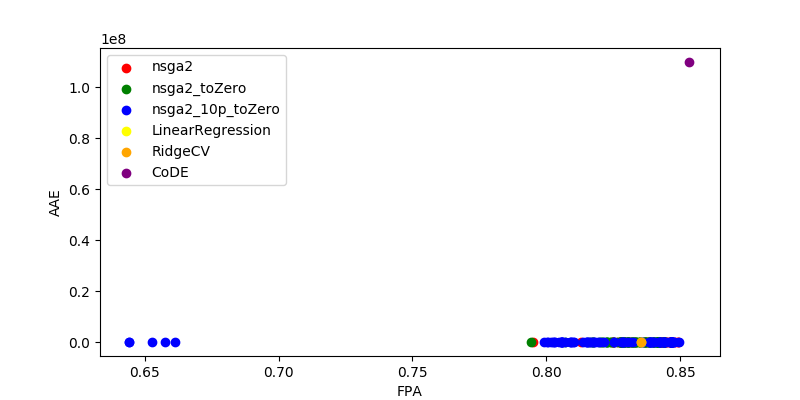 1e8
nsga2
nsga2_toZero
nsga2_10p_toZero
LinearRegression
RidgeCV
CoDE
1.0
0.8
0.6
0.4
0.2
0.0
AAE
0.65
0.70
0.75
0.80
0.85
FPA